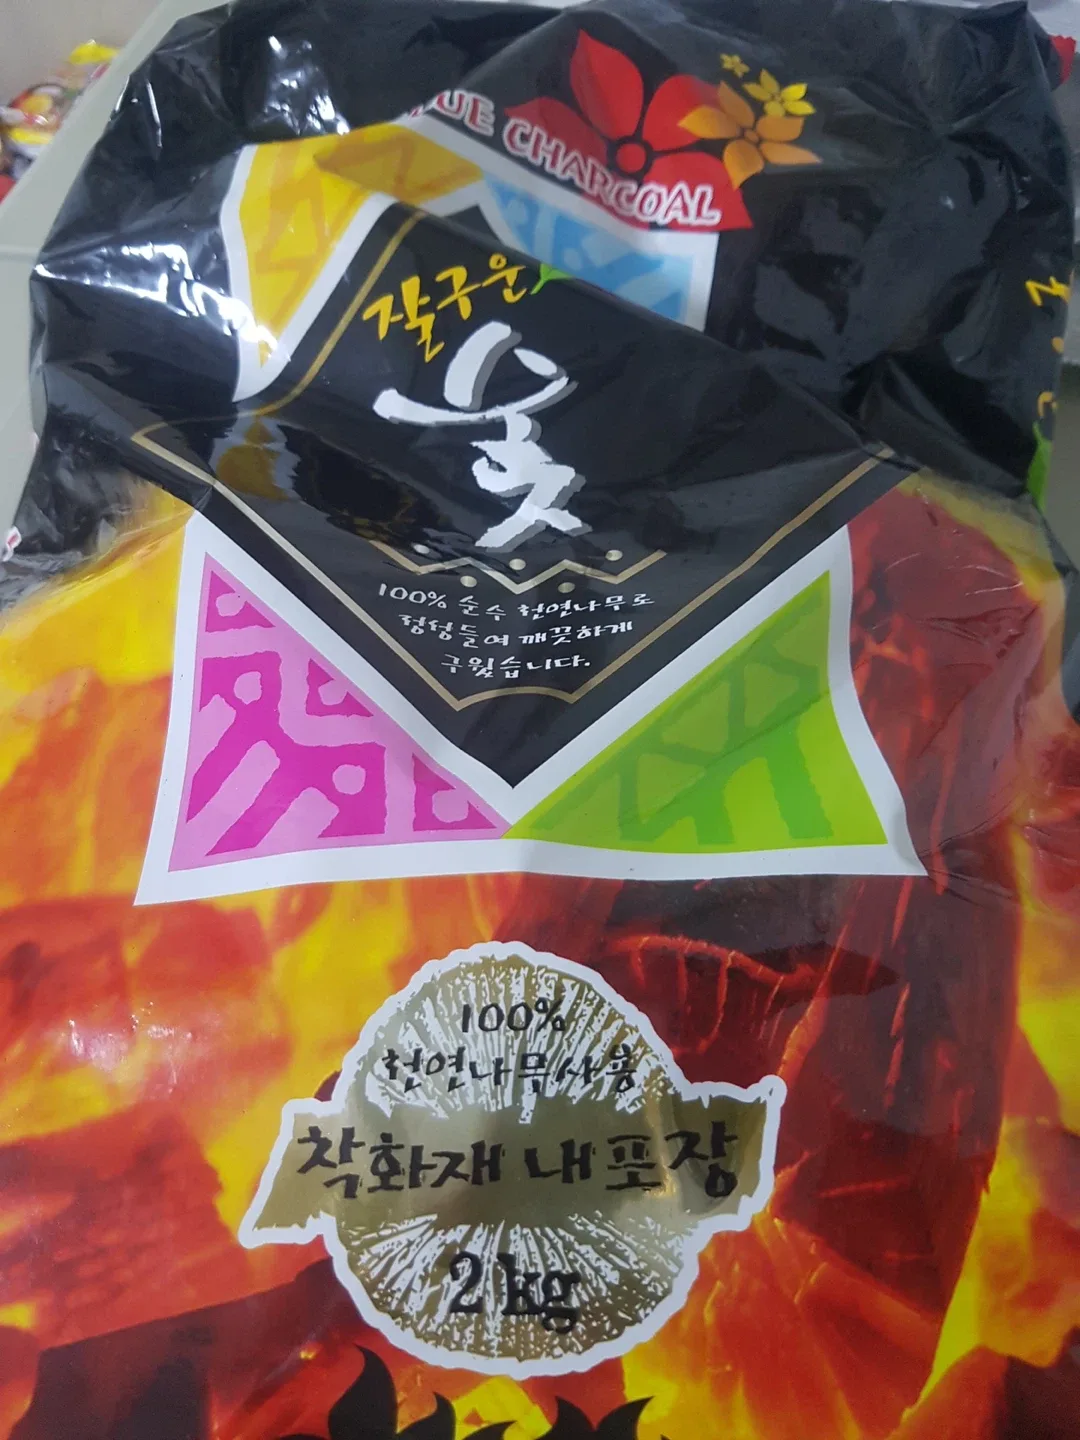 CHARCOAL
잘구운
숯
100% 순수 천연나무로
정성들여 깨끗하게
구웠습니다.
100%
천연나무사용
착화재 내포장
2kg